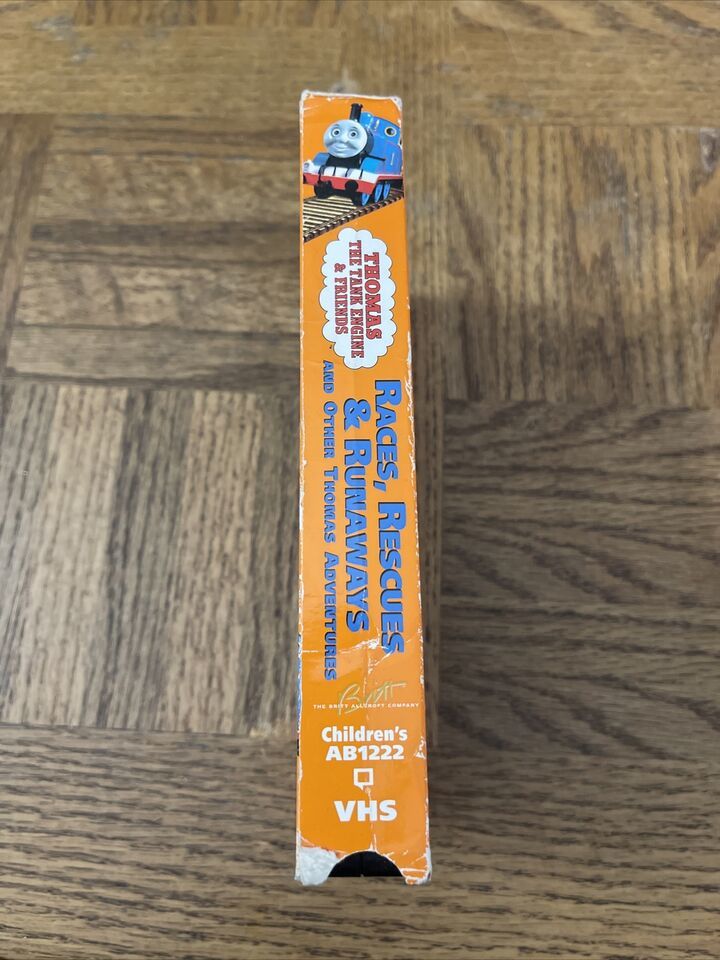 THOMAS
THE TANK ENGINE
& FRIENDS
RACES, RESCUES
& RUNAWAYS
AND OTHER THOMAS ADVENTURES
Britt
THE BRITT ALLCROFT COMPANY
Children's
AB1222
VHS